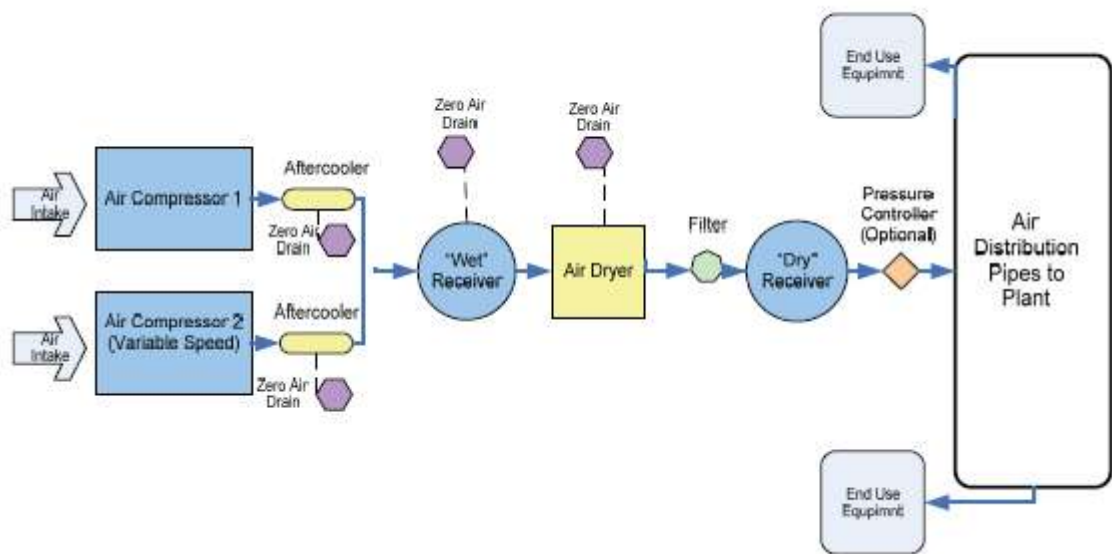 End Use
Equpimnt
Zero Air
Drain
Zero Air
Drain
Aftercooler
Air
Intake
Air Compressor 1
Zero Air
Drain
"Wet"
Receiver
Air Dryer
Filter
"Dry"
Receiver
Pressure
Controller
(Optional)
Air
Distribution
Pipes to
Plant
Aftercooler
Air
Intake
Air Compressor 2
(Variable Speed)
Zero Air
Drain
End Use
Equpimnt